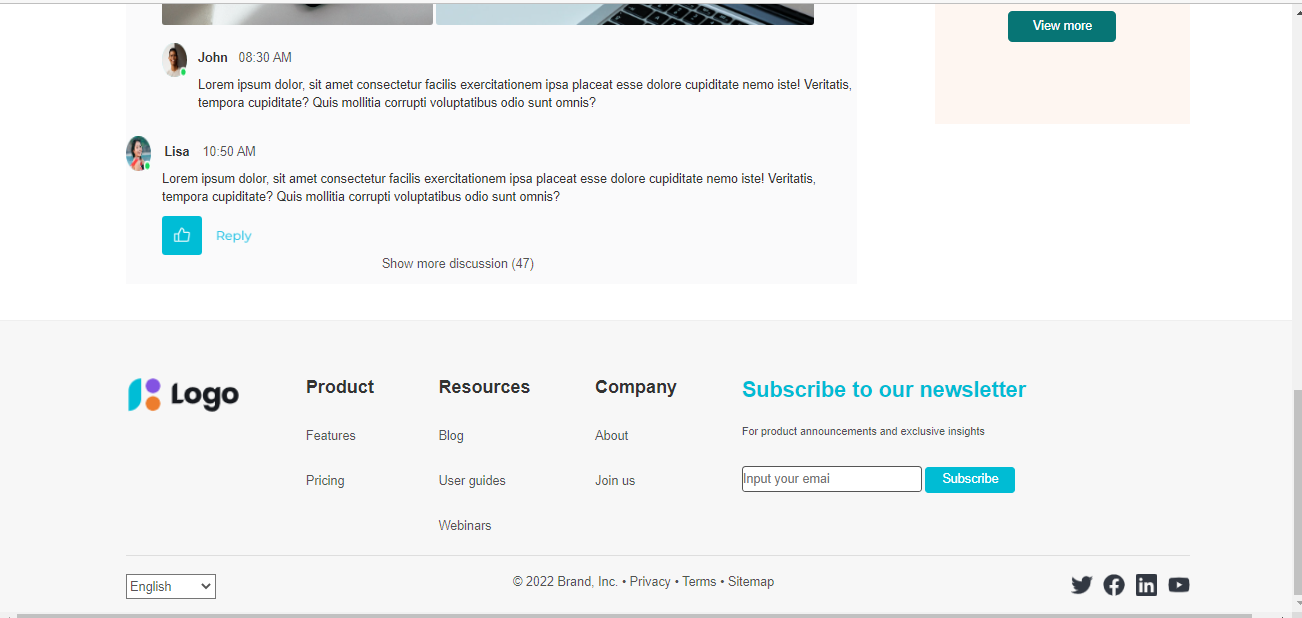 View more
John 08:30 AM
Lorem ipsum dolor, sit amet consectetur facilis exercitationem ipsa placeat esse dolore cupiditate nemo iste! Veritatis,
tempora cupiditate? Quis mollitia corrupti voluptatibus odio sunt omnis?
Lisa 10:50 AM
Lorem ipsum dolor, sit amet consectetur facilis exercitationem ipsa placeat esse dolore cupiditate nemo iste! Veritatis,
tempora cupiditate? Quis mollitia corrupti voluptatibus odio sunt omnis?
Reply
Show more discussion (47)
Logo
Product
Features
Pricing
Resources
Blog
User guides
Webinars
Company
About
Join us
Subscribe to our newsletter
For product announcements and exclusive insights
Input your emai
Subscribe
English
© 2022 Brand, Inc. • Privacy • Terms • Sitemap